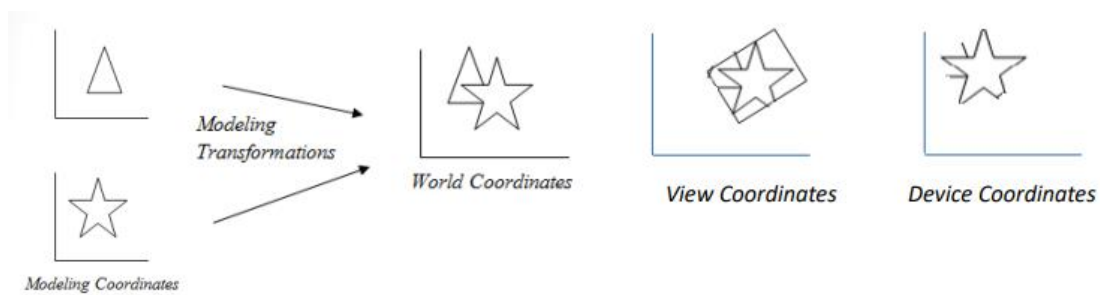 Modeling
Transformations
Modeling Coordinates
World Coordinates
View Coordinates
Device Coordinates